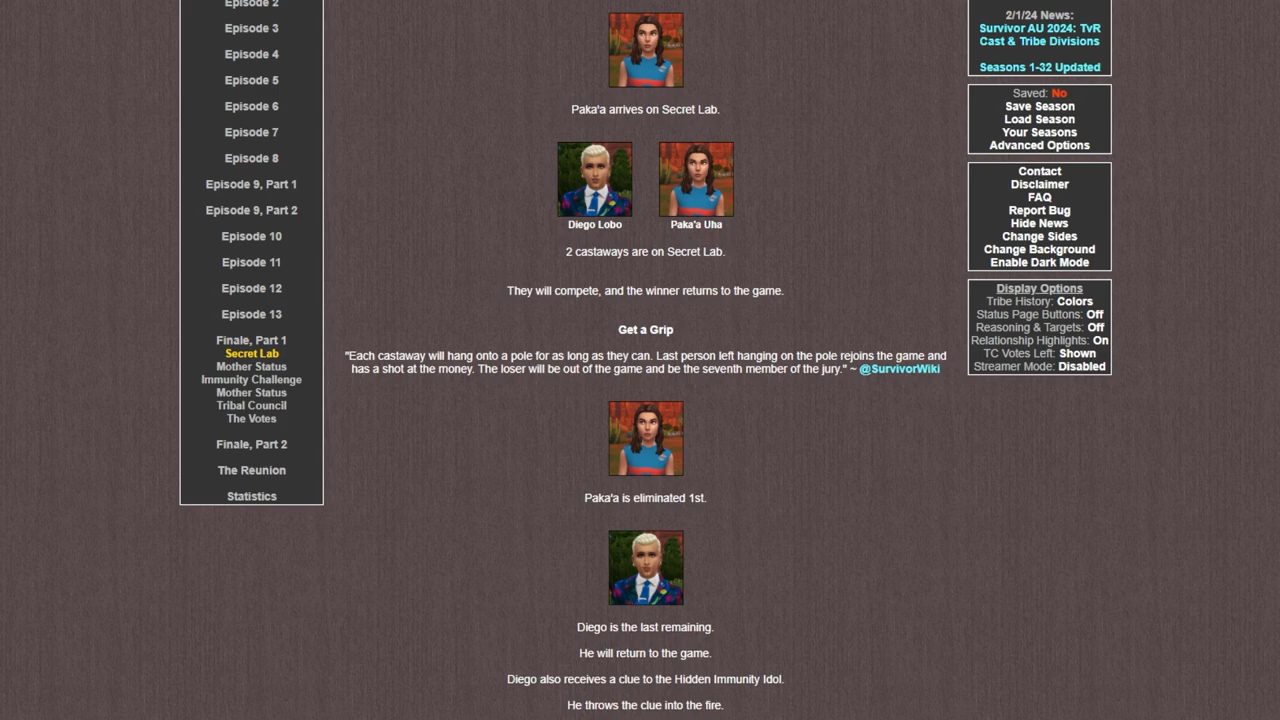 Episode 2
Episode 3
Episode 4
Episode 5
Episode 6
Episode 7
Episode 8
Episode 9, Part 1
Episode 9, Part 2
Episode 10
Episode 11
Episode 12
Episode 13
Finale, Part 1
Secret Lab
Mother Status
Immunity Challenge
Mother Status
Tribal Council
The Votes
Finale, Part 2
The Reunion
Statistics
Paka'a arrives on Secret Lab.
Diego Lobo
Paka'a Uha
2 castaways are on Secret Lab.
They will compete, and the winner returns to the game.
Get a Grip
"Each castaway will hang onto a pole for as long as they can. Last person left hanging on the pole rejoins the game and
has a shot at the money. The loser will be out of the game and be the seventh member of the jury." ~ @SurvivorWiki
Paka'a is eliminated 1st.
Diego is the last remaining.
He will return to the game.
Diego also receives a clue to the Hidden Immunity Idol.
He throws the clue into the fire.
2/1/24 News:
Survivor AU 2024: TvR
Cast & Tribe Divisions
Seasons 1-32 Updated
Saved: No
Save Season
Load Season
Your Seasons
Advanced Options
Contact
Disclaimer
FAQ
Report Bug
Hide News
Change Sides
Change Background
Enable Dark Mode
Display Options
Tribe History: Colors
Status Page Buttons: Off
Reasoning & Targets: Off
Relationship Highlights: On
TC Votes Left: Shown
Streamer Mode: Disabled